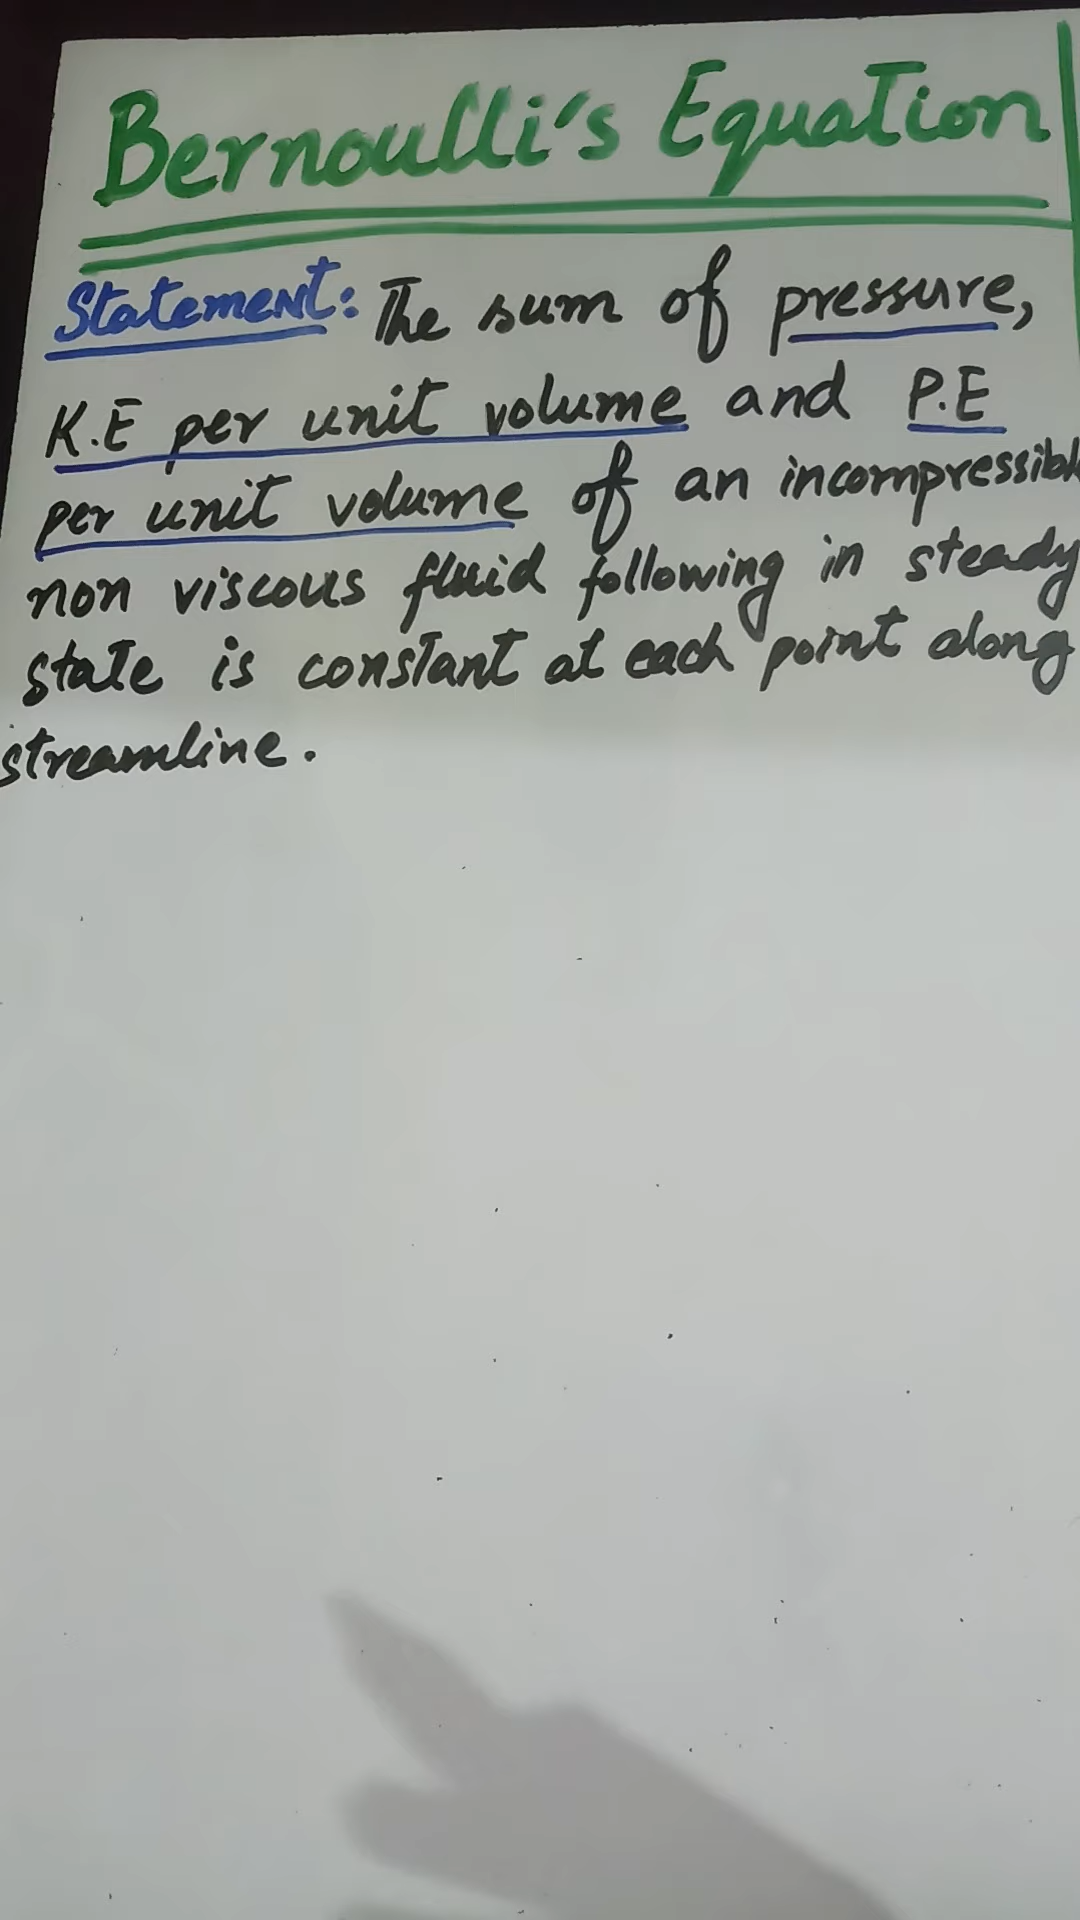 Bernoulli's Equation
Statement: The sum of pressure,
K.E per unit volume and P.E
per unit volume of an incompressibl
non viscous fluid following in steady
state is constant at each point along
streamline.